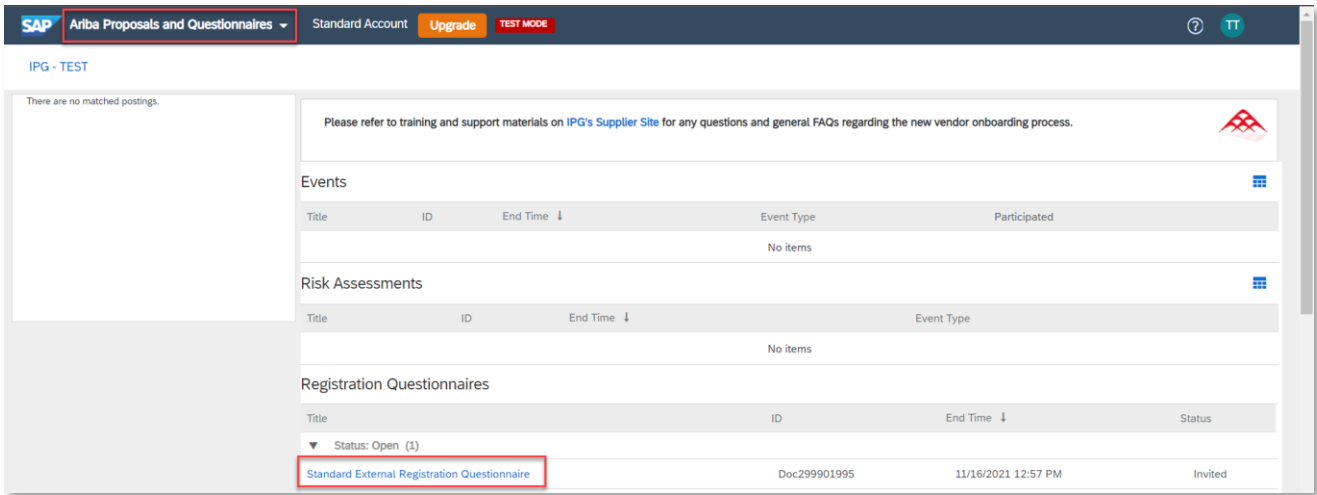 SAP Ariba Proposals and Questionnaires Standard Account Upgrade TEST MODE ? TT
IPG - TEST
There are no matched postings.
Please refer to training and support materials on IPG's Supplier Site for any questions and general FAQs regarding the new vendor onboarding process.
Events
Title ID End Time ↓ Event Type Participated
No items
Risk Assessments
Title ID End Time ↓ Event Type
No items
Registration Questionnaires
Title ID End Time ↓ Status
▼ Status: Open (1)
Standard External Registration Questionnaire Doc299901995 11/16/2021 12:57 PM Invited